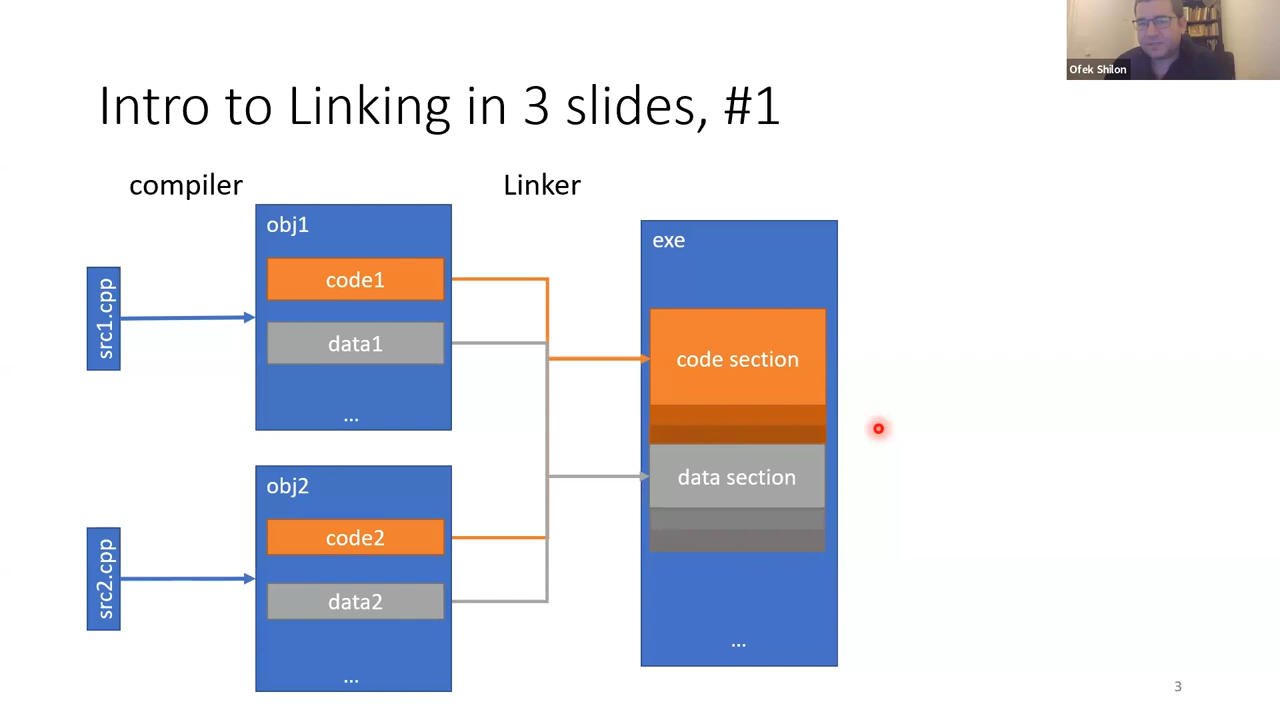 Ofek Shilon
Intro to Linking in 3 slides, #1
compiler
Linker
src1.cpp
obj1
code1
data1
...
src2.cpp
obj2
code2
data2
...
exe
code section
data section
...
3